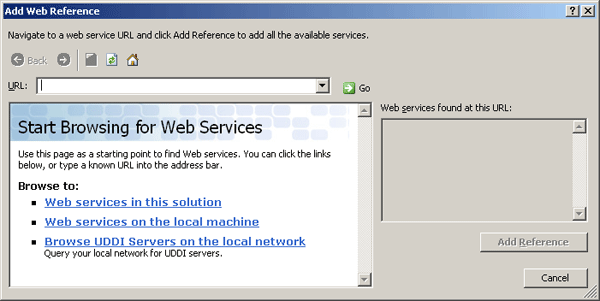 Add Web Reference
Navigate to a web service URL and click Add Reference to add all the available services.
Back
URL:
Go
Start Browsing for Web Services
Use this page as a starting point to find Web services. You can click the links
below, or type a known URL into the address bar.
Browse to:
Web services in this solution
Web services on the local machine
Browse UDDI Servers on the local network
Query your local network for UDDI servers.
Web services found at this URL:
Add Reference
Cancel